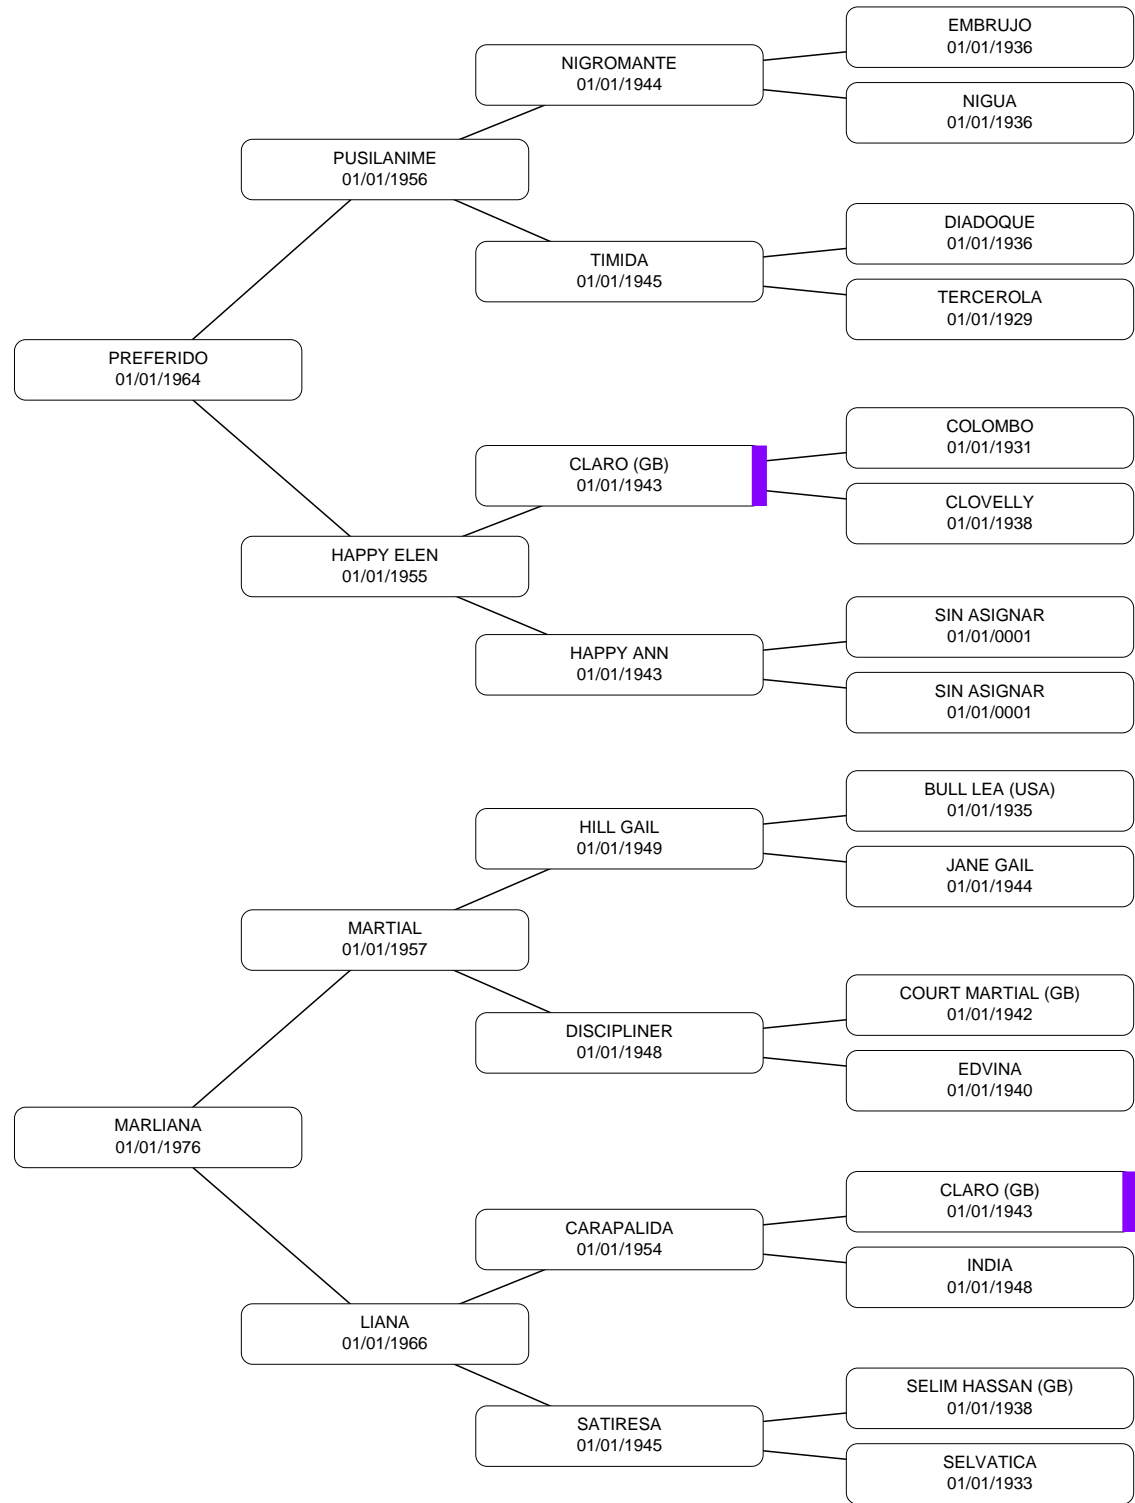 EMBRUJO
01/01/1936
NIGROMANTE
01/01/1944
NIGUA
01/01/1936
PUSILANIME
01/01/1956
DIADOQUE
01/01/1936
TIMIDA
01/01/1945
TERCEROLA
01/01/1929
PREFERIDO
01/01/1964
COLOMBO
01/01/1931
CLARO (GB)
01/01/1943
CLOVELLY
01/01/1938
HAPPY ELEN
01/01/1955
SIN ASIGNAR
01/01/0001
HAPPY ANN
01/01/1943
SIN ASIGNAR
01/01/0001
BULL LEA (USA)
01/01/1935
HILL GAIL
01/01/1949
JANE GAIL
01/01/1944
MARTIAL
01/01/1957
COURT MARTIAL (GB)
01/01/1942
DISCIPLINER
01/01/1948
EDVINA
01/01/1940
MARLIANA
01/01/1976
CLARO (GB)
01/01/1943
CARAPALIDA
01/01/1954
INDIA
01/01/1948
LIANA
01/01/1966
SELIM HASSAN (GB)
01/01/1938
SATIRESA
01/01/1945
SELVATICA
01/01/1933